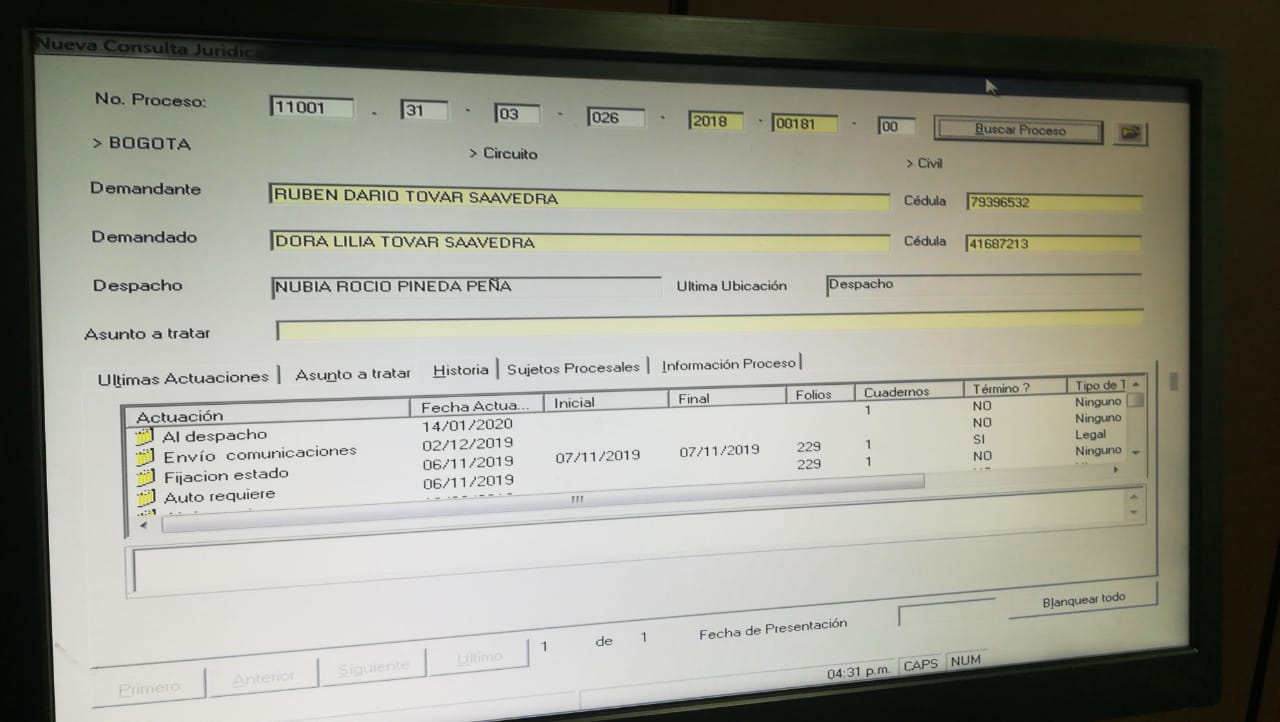 Nueva Consulta Juridica
No. Proceso: 11001 - 31 - 03 - 026 - 2018 - 00181 - 00 Buscar Proceso
> BOGOTA > Circuito > Civil
Demandante RUBEN DARIO TOVAR SAAVEDRA Cédula 79396532
Demandado DORA LILIA TOVAR SAAVEDRA Cédula 41687213
Despacho NUBIA ROCIO PINEDA PEÑA Ultima Ubicación Despacho
Asunto a tratar
Ultimas Actuaciones Asunto a tratar Historia Sujetos Procesales Información Proceso
Actuación Fecha Actua... Inicial Final Folios Cuadernos Término ? Tipo de T
Al despacho 14/01/2020 1 NO Ninguno
Envío comunicaciones 02/12/2019 NO Ninguno
Fijacion estado 06/11/2019 07/11/2019 07/11/2019 229 1 SI Legal
Auto requiere 06/11/2019 229 1 NO Ninguno
Blanquear todo
Primero Anterior Siguiente Ultimo 1 de 1 Fecha de Presentación
04:31 p.m. CAPS NUM